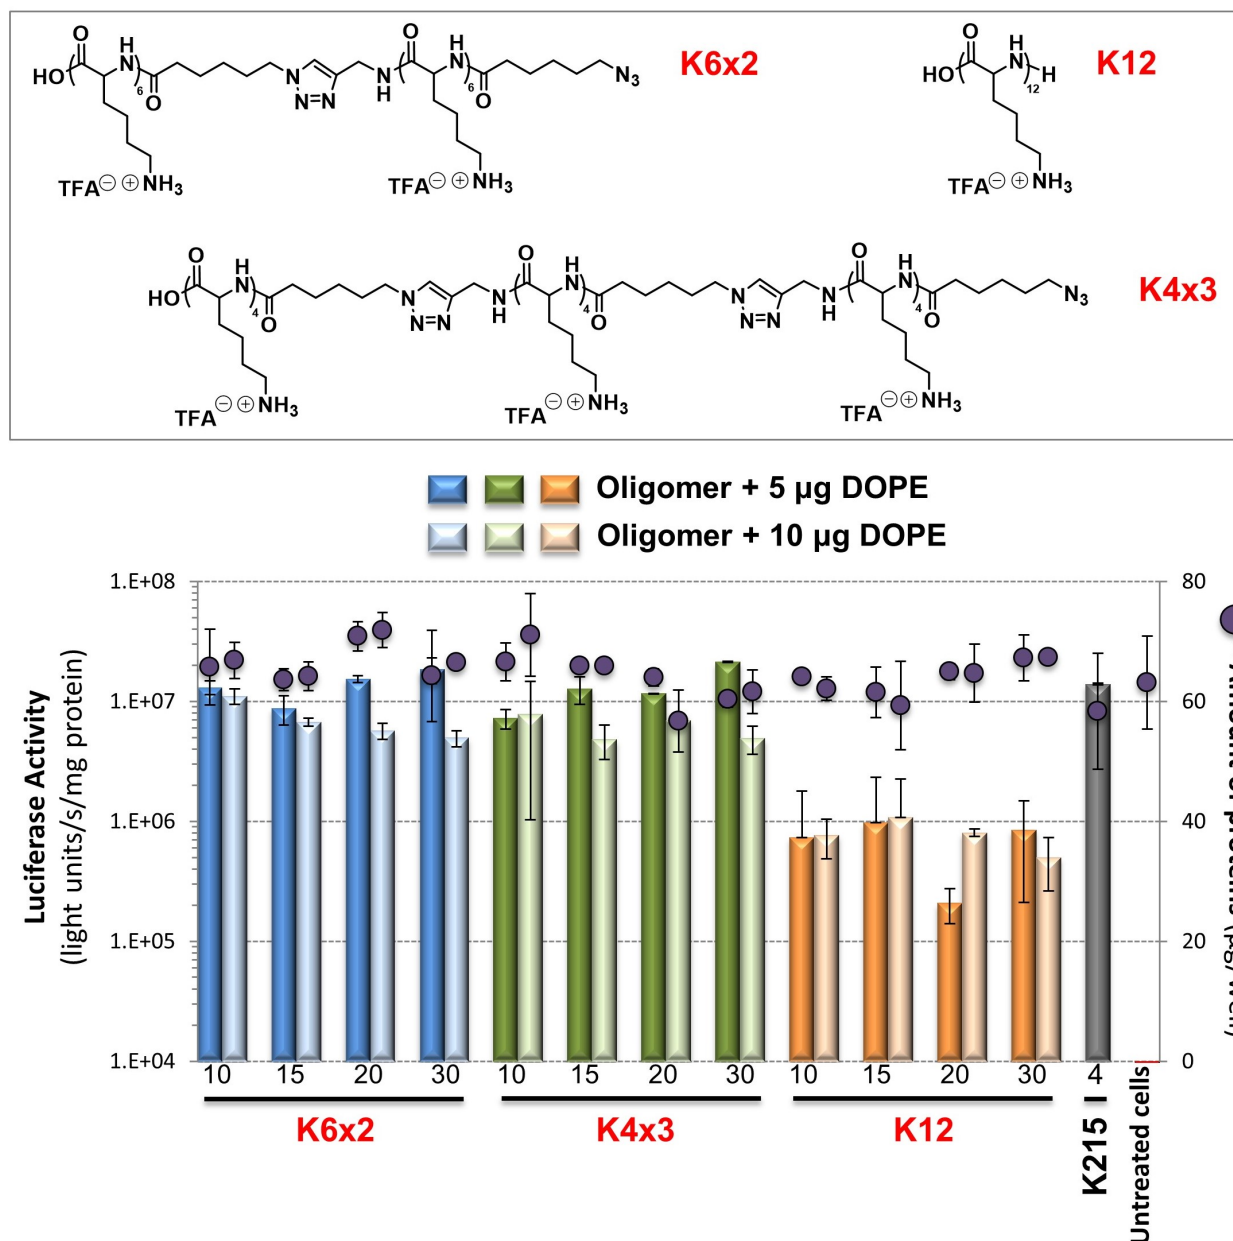 K6x2
K12
O
H
N
HO
6
O
N
N=N
N
H
O
H
N
6
O
N3
TFA⊖ ⊕NH3
TFA⊖ ⊕NH3
O
H
N
HO
H
12
TFA⊖ ⊕NH3
K4x3
O
H
N
HO
4
O
N
N=N
N
H
O
H
N
4
O
N
N=N
N
H
O
H
N
4
O
N3
TFA⊖ ⊕NH3
TFA⊖ ⊕NH3
TFA⊖⊕NH3
Oligomer + 5 µg DOPE
Oligomer + 10 µg DOPE
Luciferase Activity
(light units/s/mg protein)
1.E+08
1.E+07
1.E+06
1.E+05
1.E+04
80
60
40
20
0
10 15 20 30 10 15 20 30 10 15 20 30 4
K6x2 K4x3 K12 K215 Untreated cells